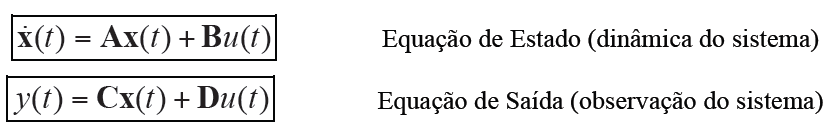 ẋ(t) = Ax(t) + Bu(t) Equação de Estado (dinâmica do sistema)
y(t) = Cx(t) + Du(t) Equação de Saída (observação do sistema)